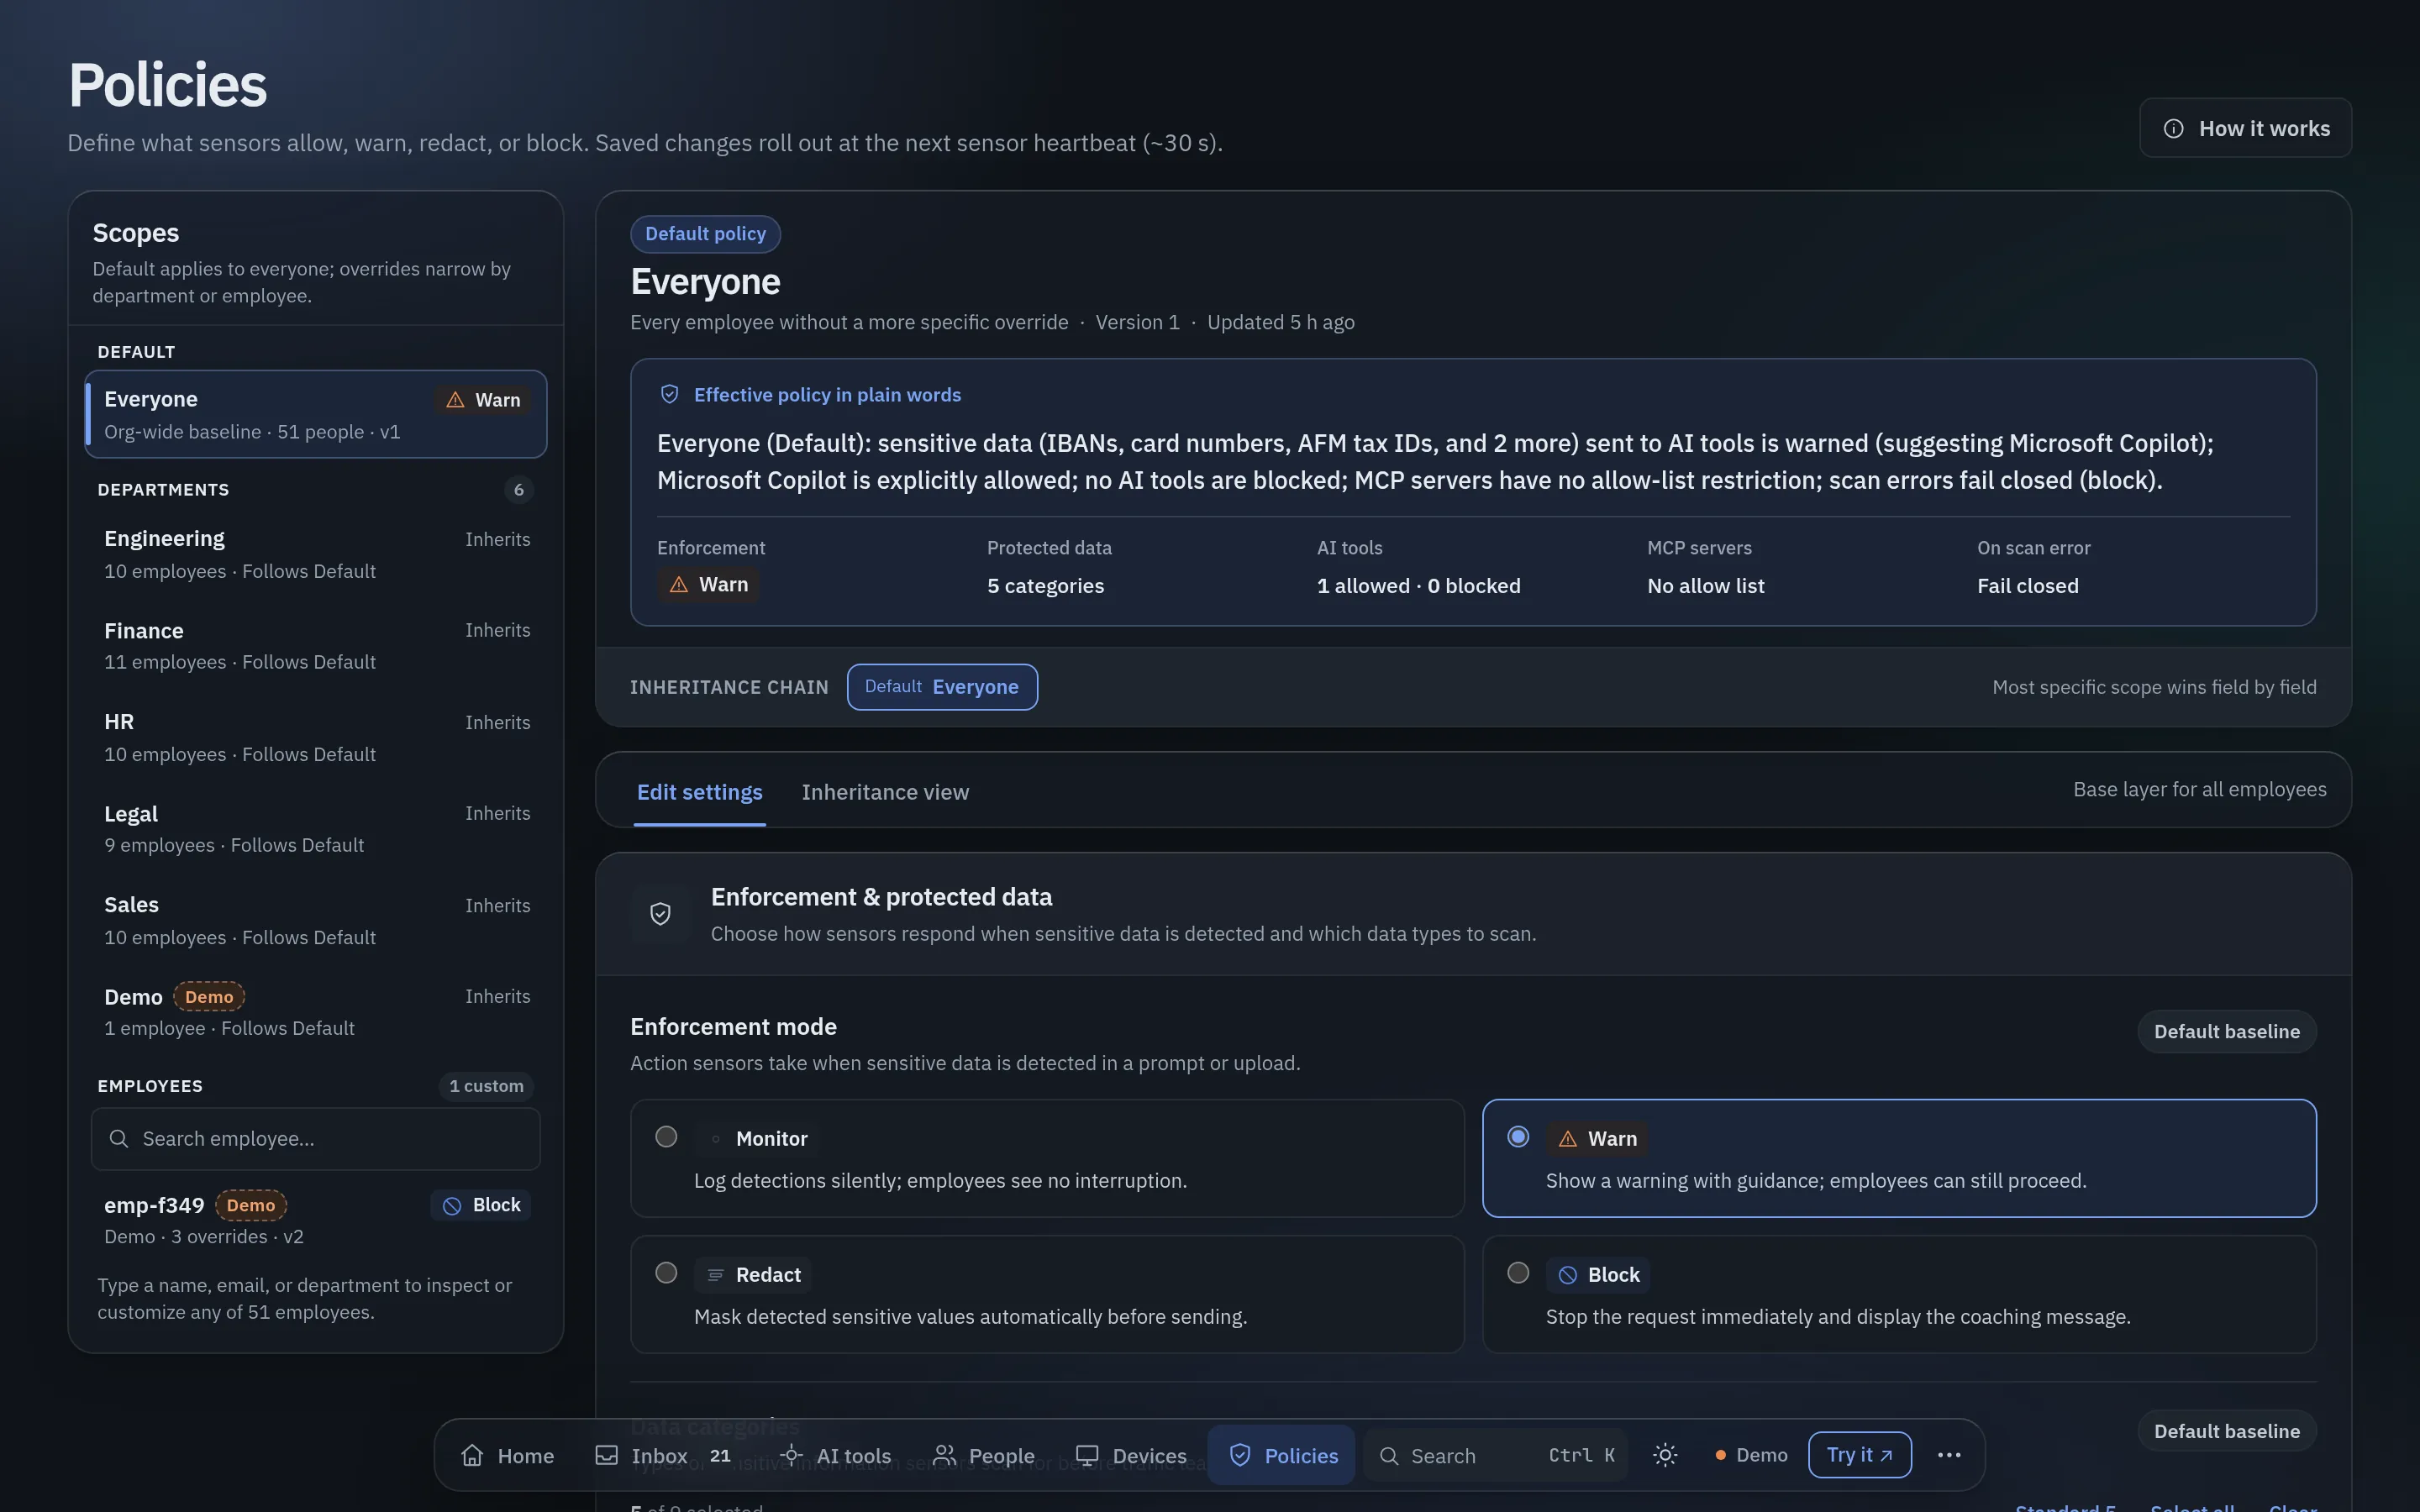 Policies
Define what sensors allow, warn, redact, or block. Saved changes roll out at the next sensor heartbeat (~30 s).
How it works
Scopes
Default applies to everyone; overrides narrow by
department or employee.
DEFAULT
Everyone
Warn
Org-wide baseline · 51 people · v1
DEPARTMENTS
6
Engineering
Inherits
10 employees · Follows Default
Finance
Inherits
11 employees · Follows Default
HR
Inherits
10 employees · Follows Default
Legal
Inherits
9 employees · Follows Default
Sales
Inherits
10 employees · Follows Default
Demo
Demo
Inherits
1 employee · Follows Default
EMPLOYEES
1 custom
Search employee...
emp-f349
Demo
Block
Demo · 3 overrides · v2
Type a name, email, or department to inspect or
customize any of 51 employees.
Default policy
Everyone
Every employee without a more specific override · Version 1 · Updated 5 h ago
Effective policy in plain words
Everyone (Default): sensitive data (IBANs, card numbers, AFM tax IDs, and 2 more) sent to AI tools is warned (suggesting Microsoft Copilot);
Microsoft Copilot is explicitly allowed; no AI tools are blocked; MCP servers have no allow-list restriction; scan errors fail closed (block).
Enforcement
Warn
Protected data
5 categories
AI tools
1 allowed · 0 blocked
MCP servers
No allow list
On scan error
Fail closed
INHERITANCE CHAIN
Default Everyone
Most specific scope wins field by field
Edit settings
Inheritance view
Base layer for all employees
Enforcement & protected data
Choose how sensors respond when sensitive data is detected and which data types to scan.
Enforcement mode
Default baseline
Action sensors take when sensitive data is detected in a prompt or upload.
Monitor
Log detections silently; employees see no interruption.
Warn
Show a warning with guidance; employees can still proceed.
Redact
Mask detected sensitive values automatically before sending.
Block
Stop the request immediately and display the coaching message.
Data categories
Default baseline
5 of 9 selected
Standard 5
Select all
Clear
Home
Inbox 21
AI tools
People
Devices
Policies
Search Ctrl K
Demo
Try it ↗